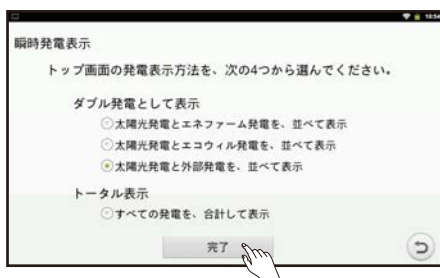 18:54
瞬時発電表示
トップ画面の発電表示方法を、次の4つから選んでください。
ダブル発電として表示
太陽光発電とエネファーム発電を、並べて表示
太陽光発電とエコウィル発電を、並べて表示
太陽光発電と外部発電を、並べて表示
トータル表示
すべての発電を、合計して表示
完了